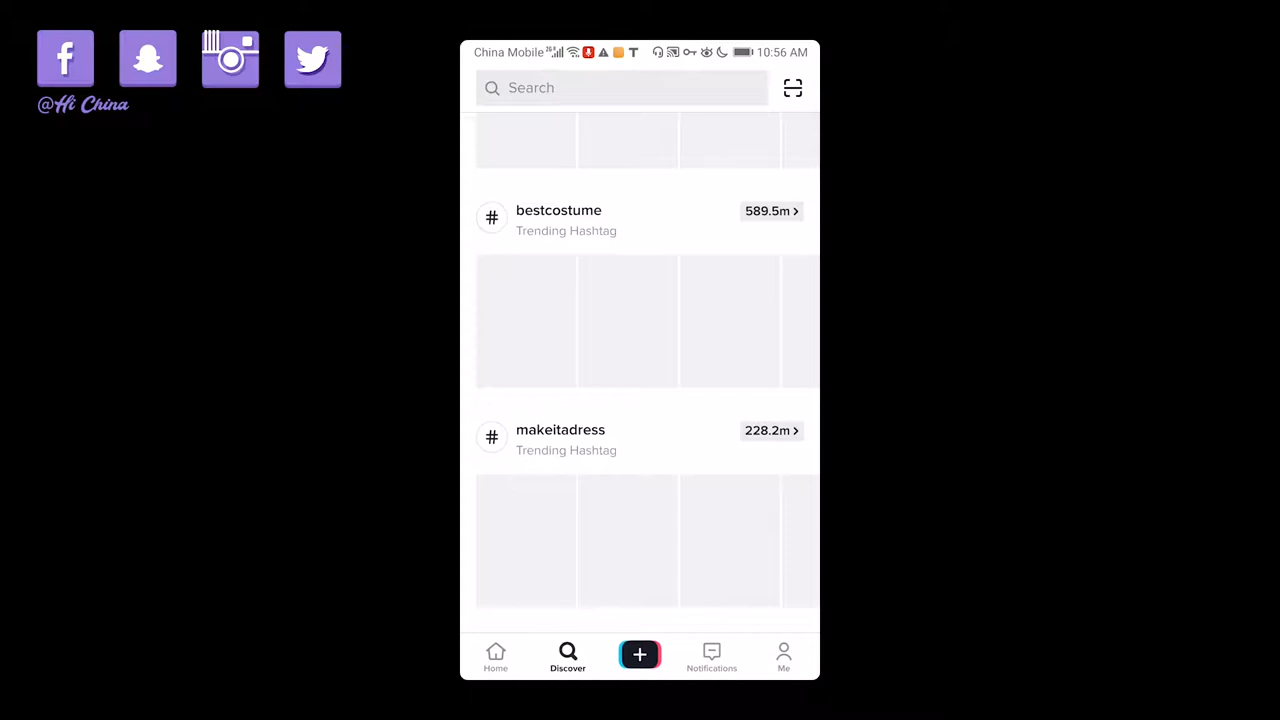 @Hi China
China Mobile 10:56 AM
Search
#
bestcostume 589.5m >
Trending Hashtag
#
makeitadress 228.2m >
Trending Hashtag
Home Discover Notifications Me